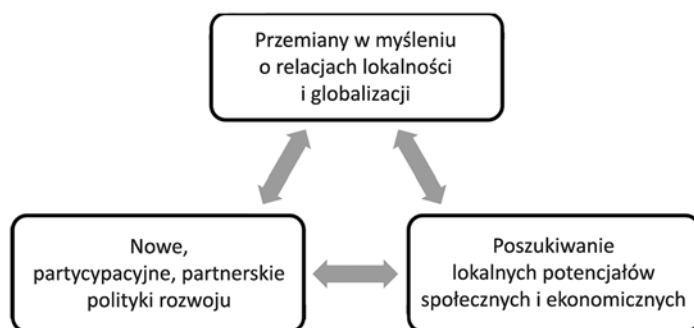 Przemiany w myśleniu
o relacjach lokalności
i globalizacji
Nowe,
partycypacyjne, partnerskie
polityki rozwoju
Poszukiwanie
lokalnych potencjałów
społecznych i ekonomicznych